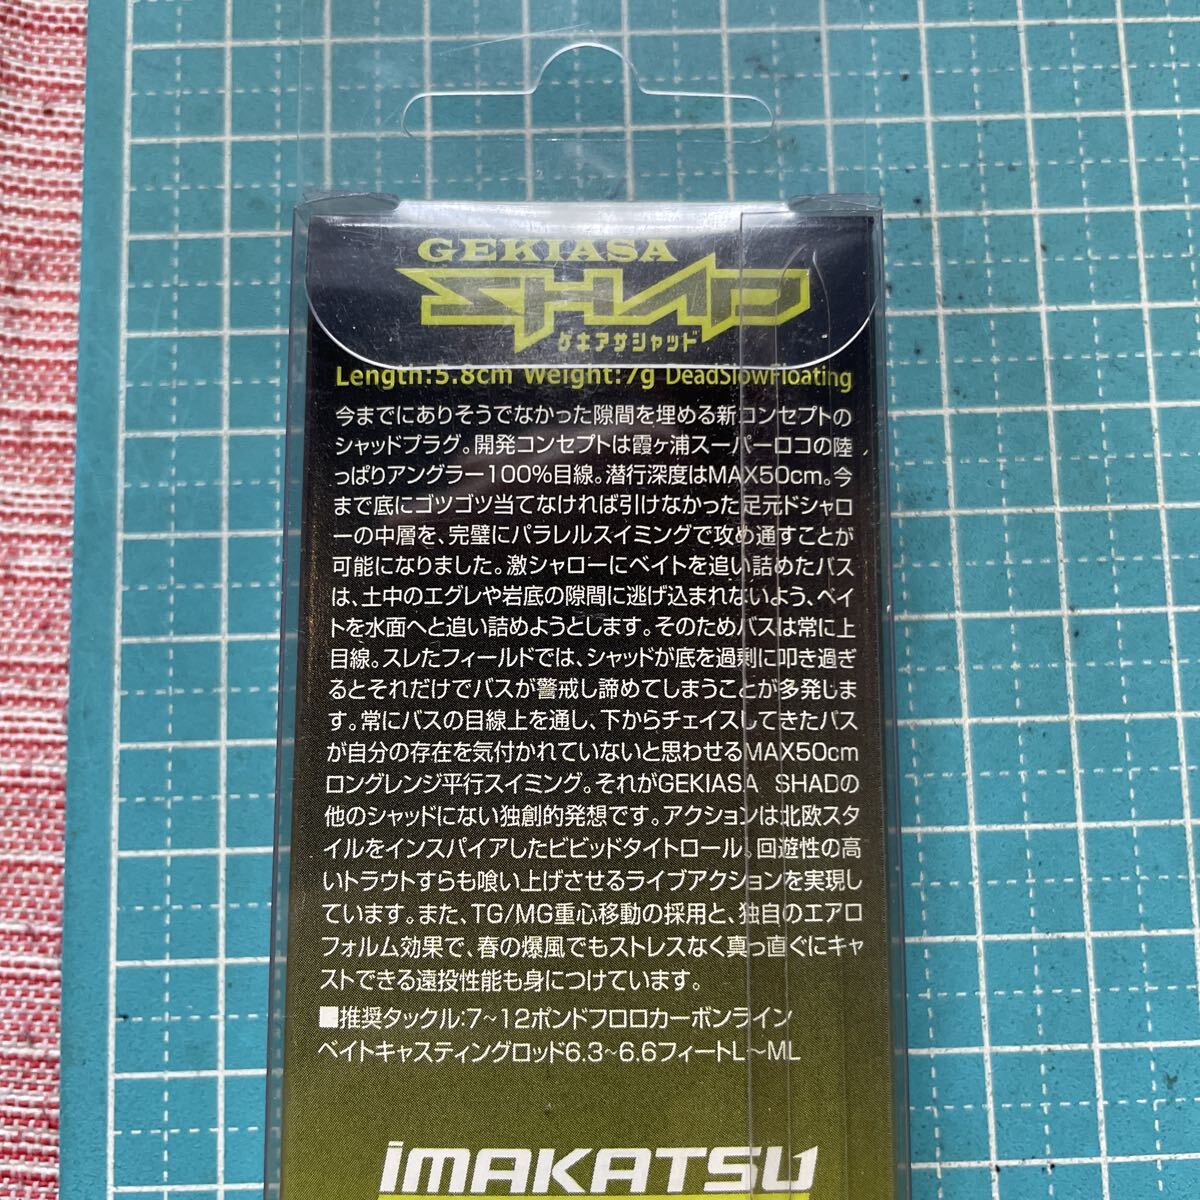 GEKIASA
SHAD
ゲキアサシャッド
Length:5.8cm Weight:7g DeadSlowFloating
今までにありそうでなかった隙間を埋める新コンセプトの
シャッドプラグ。開発コンセプトは霞ヶ浦スーパーロコの陸
っぱりアングラー100%目線。潜行深度はMAX50cm。今
まで底にゴツゴツ当てなければ引けなかった足元ドシャロ
ーの中層を、完璧にパラレルスイミングで攻め通すことが
可能になりました。激シャローにベイトを追い詰めたバス
は、土中のエグレや岩底の隙間に逃げ込まれないよう、ベイ
トを水面へと追い詰めようとします。そのためバスは常に上
目線。スレたフィールドでは、シャッドが底を過剰に叩き過ぎ
るとそれだけでバスが警戒し諦めてしまうことが多発しま
す。常にバスの目線上を通し、下からチェイスしてきたバス
が自分の存在を気付かれていないと思わせるMAX50cm
ロングレンジ平行スイミング。それがGEKIASA SHADの
他のシャッドにない独創的発想です。アクションは北欧スタ
イルをインスパイアしたビビッドタイトロール。回遊性の高
いトラウトすらも喰い上げさせるライブアクションを実現し
ています。また、TG/MG重心移動の採用と、独自のエアロ
フォルム効果で、春の爆風でもストレスなく真っ直ぐにキャ
ストできる遠投性能も身につけています。
■推奨タックル:7~12ポンドフロロカーボンライン
ベイトキャスティングロッド6.3~6.6フィートL~ML
imAKATSU